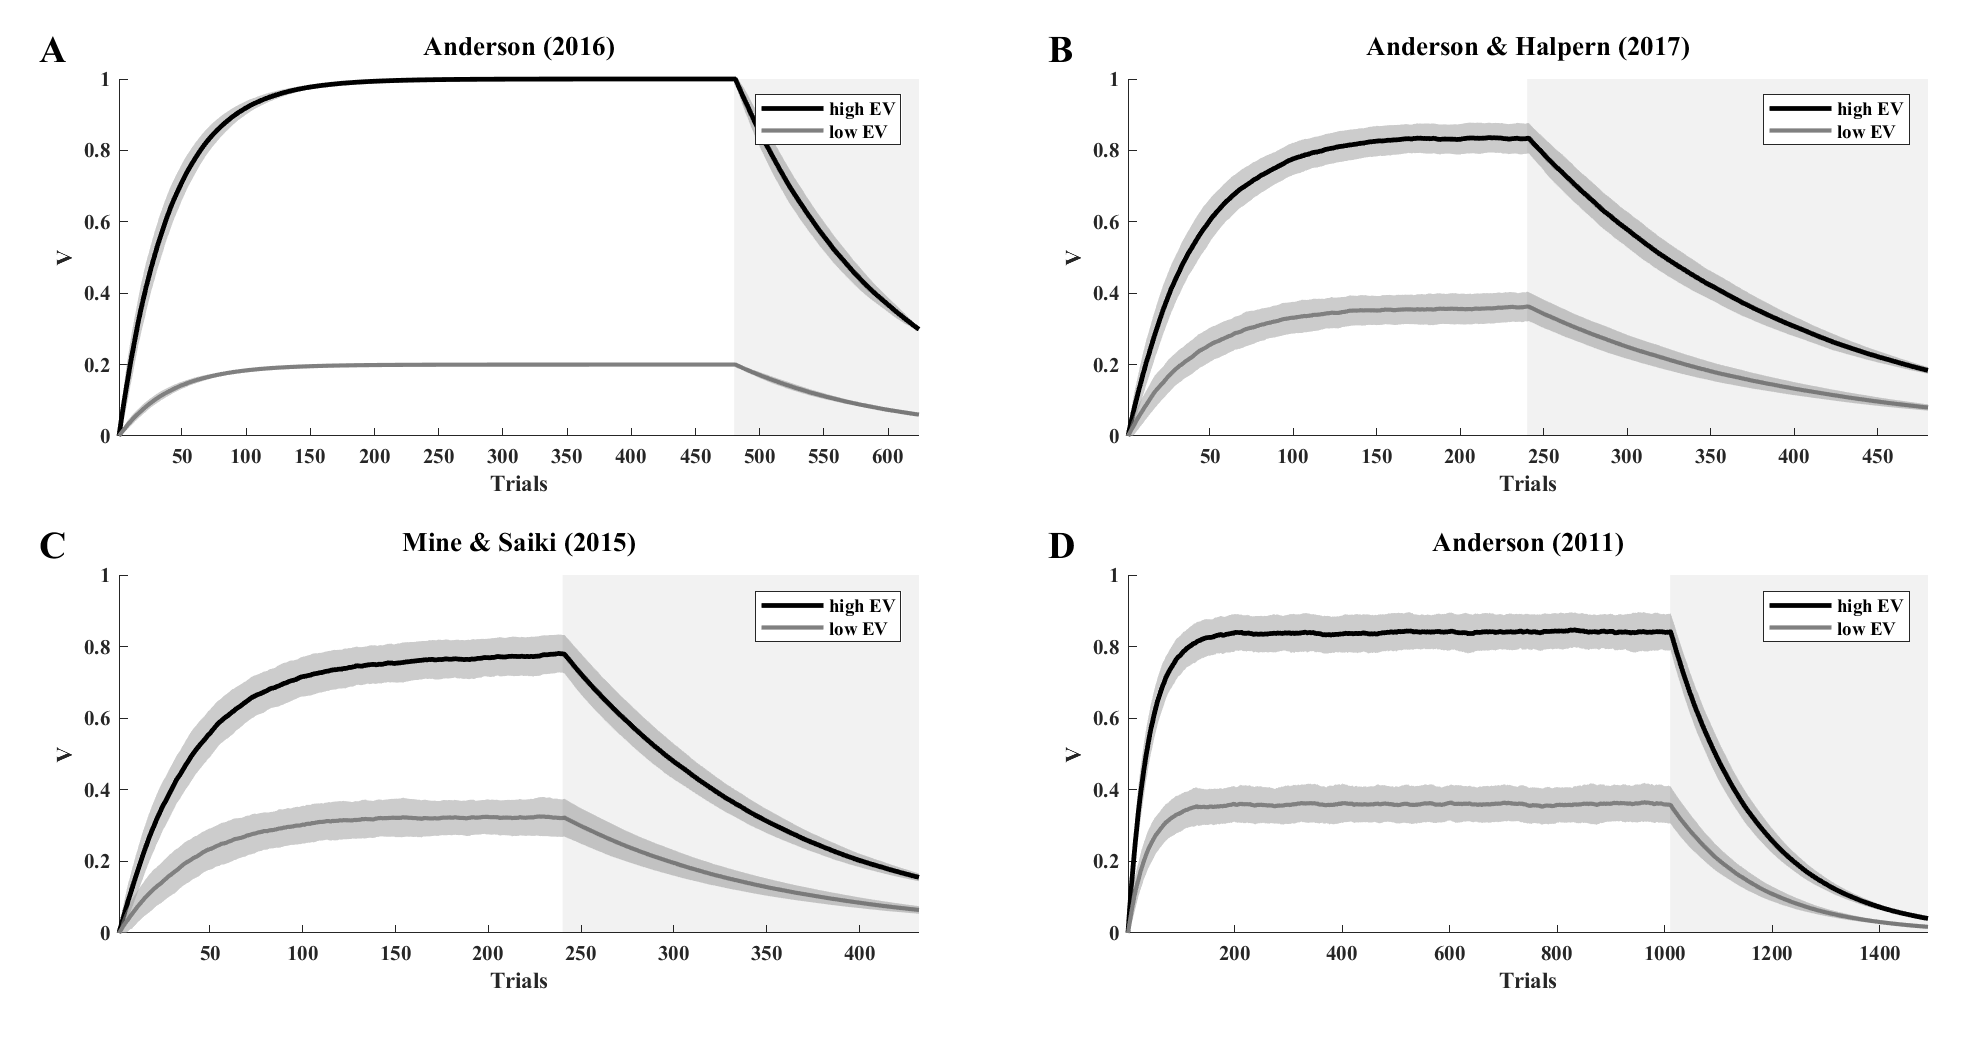 A
Anderson (2016)
1
0.8
0.6
0.4
0.2
0
V
high EV
low EV
50 100 150 200 250 300 350 400 450 500 550 600
Trials
B
Anderson & Halpern (2017)
1
0.8
0.6
0.4
0.2
0
V
high EV
low EV
50 100 150 200 250 300 350 400 450
Trials
C
Mine & Saiki (2015)
1
0.8
0.6
0.4
0.2
0
V
high EV
low EV
50 100 150 200 250 300 350 400
Trials
D
Anderson (2011)
1
0.8
0.6
0.4
0.2
0
V
high EV
low EV
200 400 600 800 1000 1200 1400
Trials